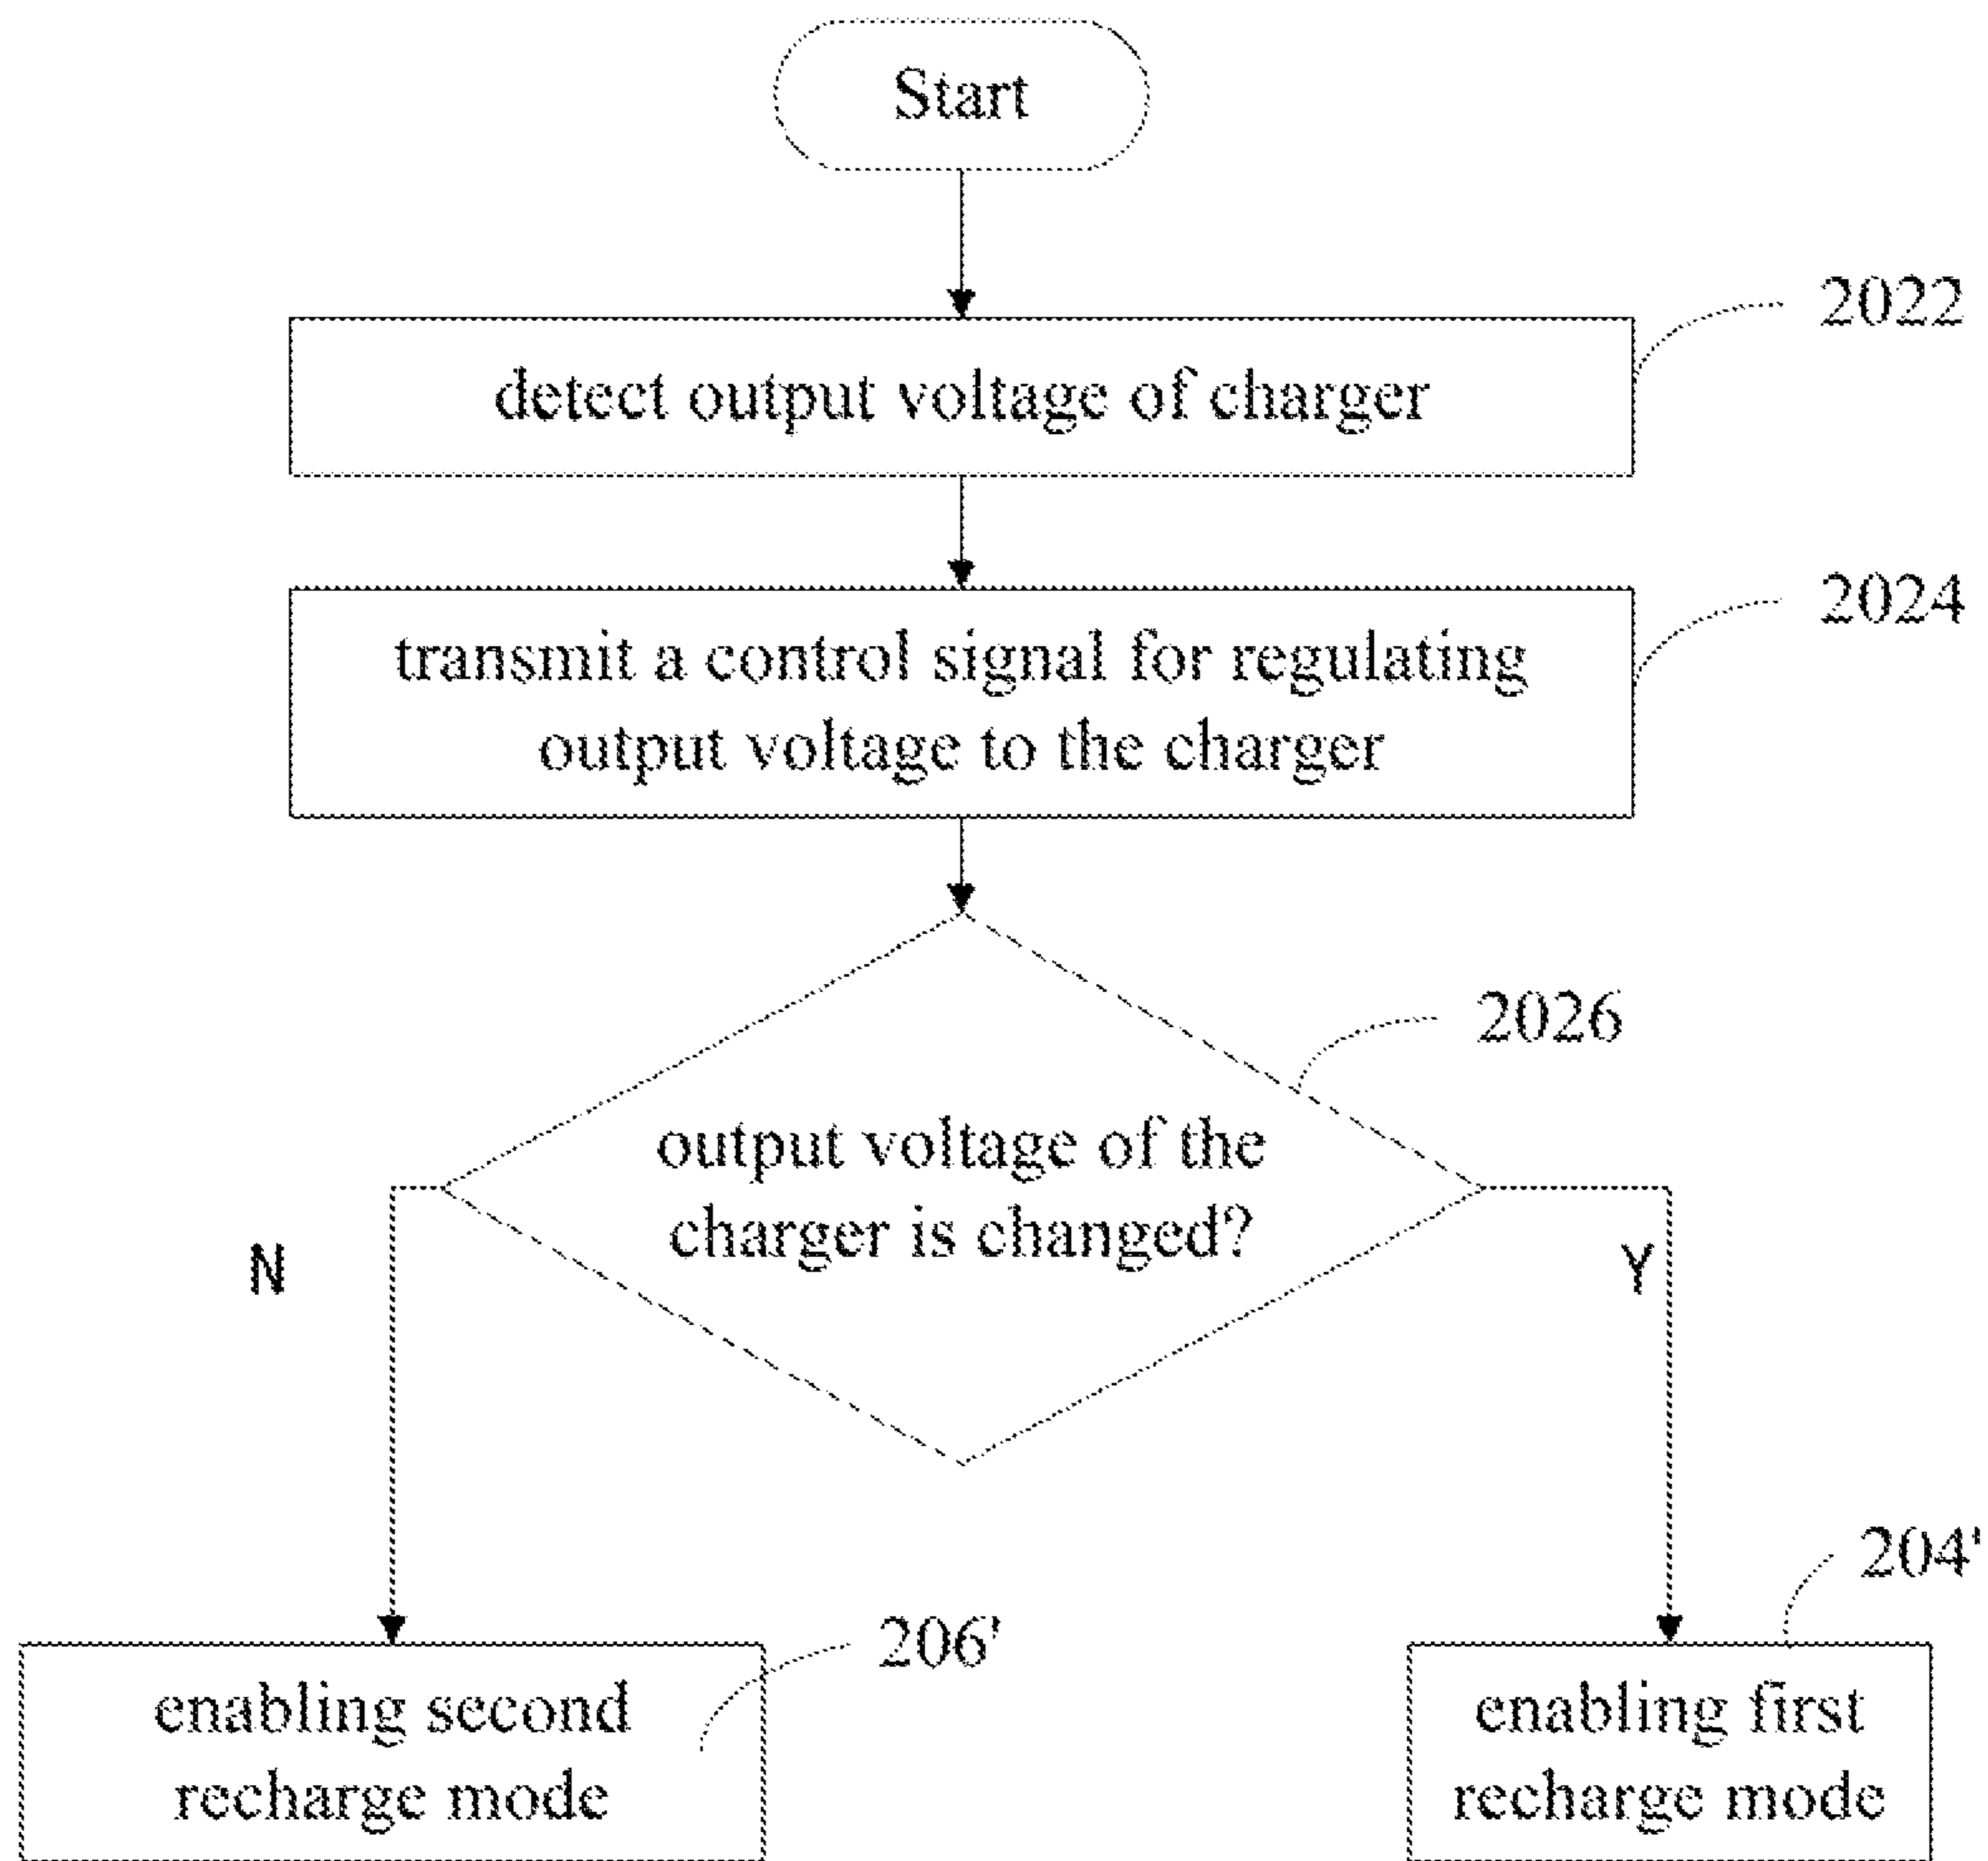 Start
2022
detect output voltage of charger
2024
transmit a control signal for regulating
output voltage to the charger
2026
output voltage of the
charger is changed?
N
Y
204'
206'
enabling second
recharge mode
enabling first
recharge mode